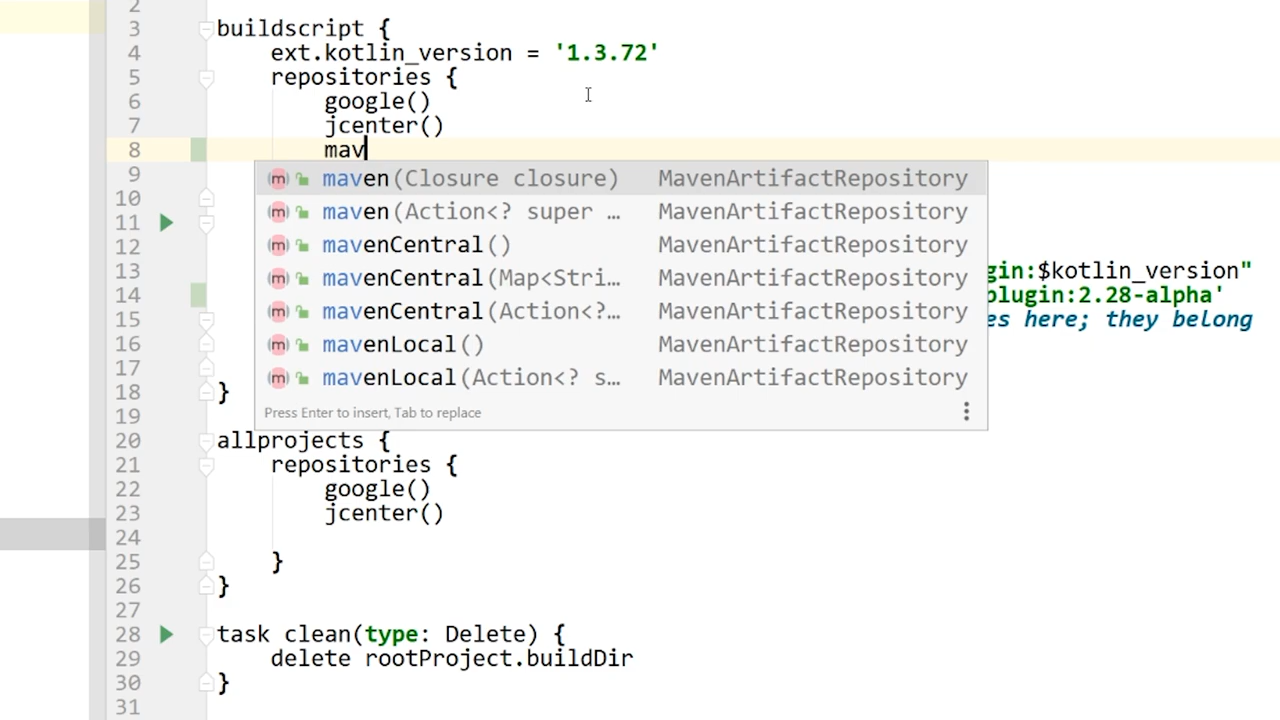 2
3 buildscript {
4 ext.kotlin_version = '1.3.72'
5 repositories {
6 google()
7 jcenter()
8 mav
9 maven(Closure closure) MavenArtifactRepository
10 maven(Action<? super … MavenArtifactRepository
11 mavenCentral() MavenArtifactRepository
12
13 mavenCentral(Map<Stri… MavenArtifactRepository gin:$kotlin_version"
14 mavenCentral(Action<?… MavenArtifactRepository plugin:2.28-alpha'
15 es here; they belong
16 mavenLocal() MavenArtifactRepository
17 mavenLocal(Action<? s… MavenArtifactRepository
18 }
Press Enter to insert, Tab to replace
19
20 allprojects {
21 repositories {
22 google()
23 jcenter()
24
25 }
26 }
27
28 task clean(type: Delete) {
29 delete rootProject.buildDir
30 }
31